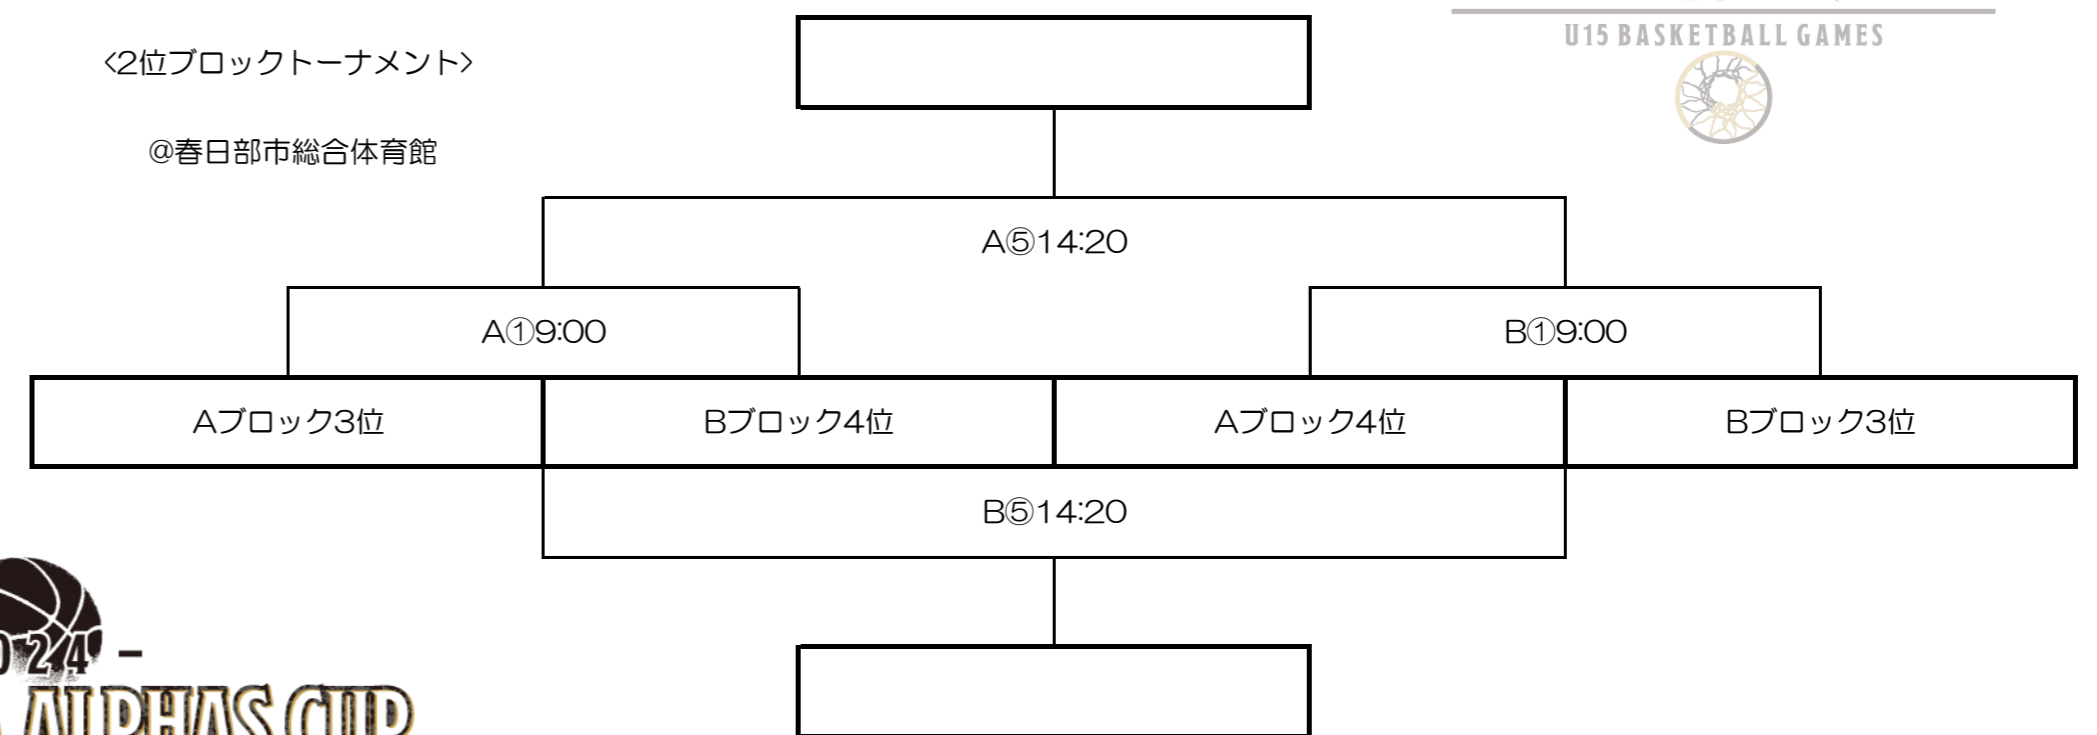 U15 BASKETBALL GAMES
<2位ブロックトーナメント>
@春日部市総合体育館
A⑤14:20
A①9:00
B①9:00
Aブロック3位
Bブロック4位
Aブロック4位
Bブロック3位
B⑤14:20
24 -
ALPHAS CUP